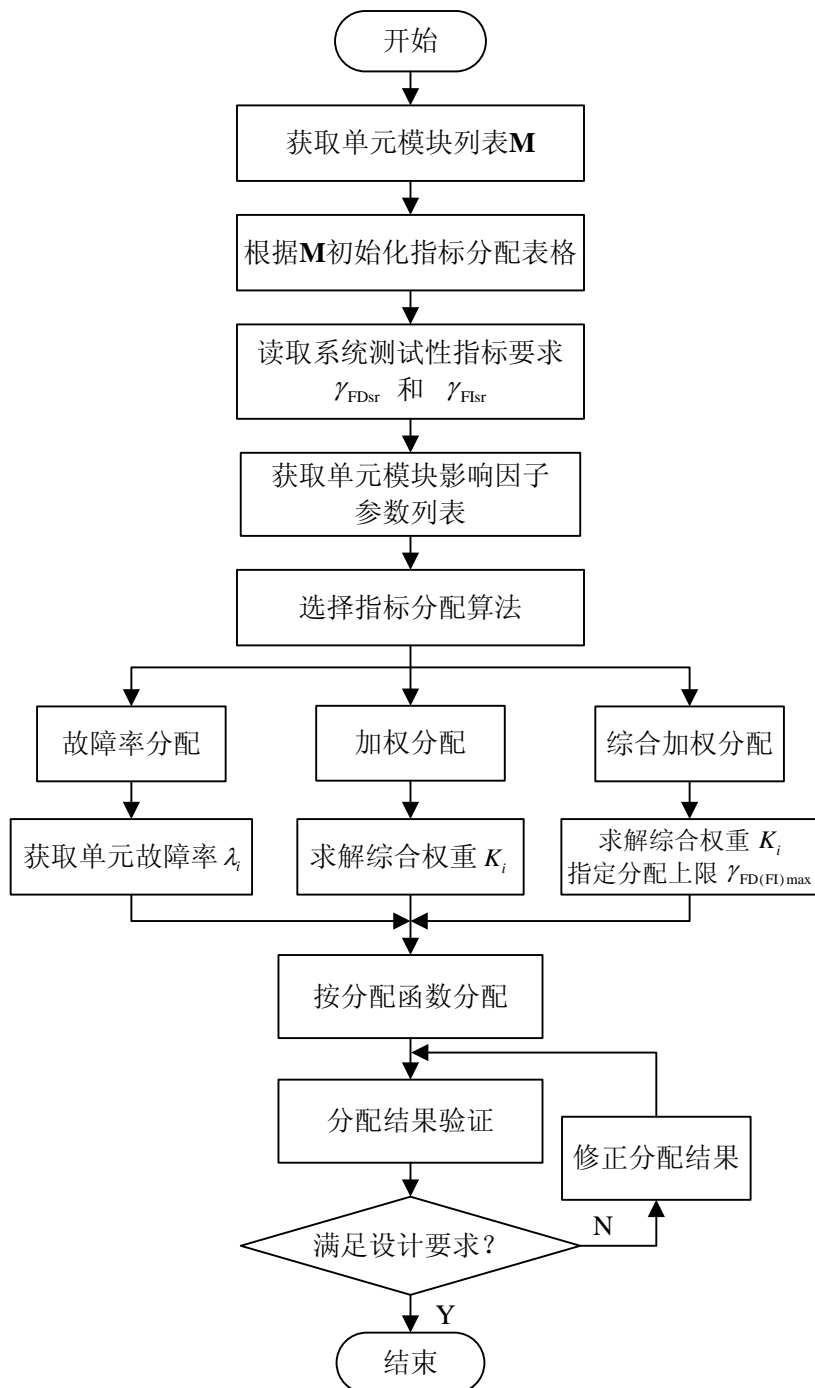 开始
获取单元模块列表M
根据M初始化指标分配表格
读取系统测试性指标要求
γFDsr 和 γFIsr
获取单元模块影响因子
参数列表
选择指标分配算法
故障率分配
加权分配
综合加权分配
获取单元故障率 λi
求解综合权重 Ki
求解综合权重 Ki
指定分配上限 γFD(FI)max
按分配函数分配
分配结果验证
修正分配结果
满足设计要求？
N
Y
结束